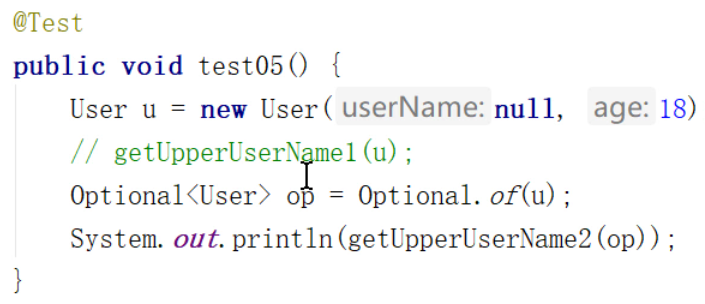 @Test
public void test05() {
User u = new User( userName: null, age: 18)
// getUpperUserName1(u);
Optional<User> op = Optional.of(u);
System.out.println(getUpperUserName2(op));
}